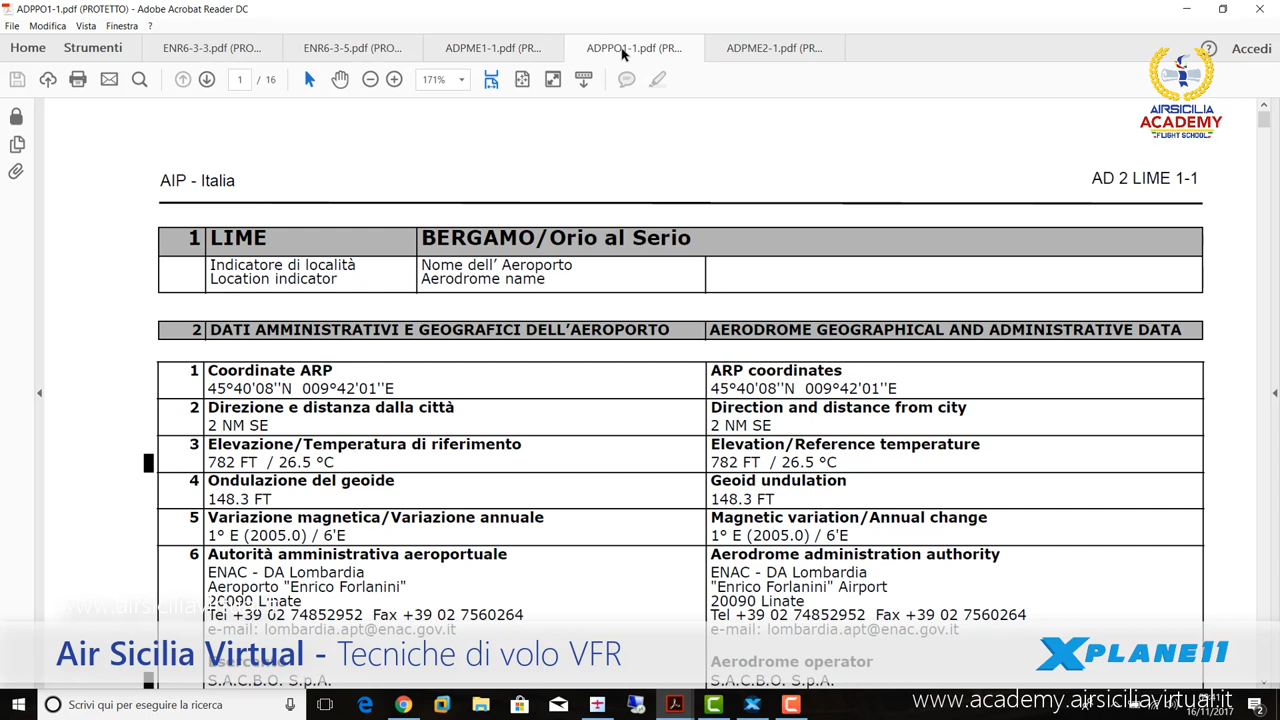 ADPPO1-1.pdf (PROTETTO) - Adobe Acrobat Reader DC
File Modifica Vista Finestra ?
Home Strumenti ENR6-3-3.pdf (PRO... ENR6-3-5.pdf (PRO... ADPME1-1.pdf (PR... ADPPO1-1.pdf (PR... ADPME2-1.pdf (PR... ? Accedi
1 / 16 171%
AIRSICILIA
ACADEMY
FLIGHT SCHOOL
AIP - Italia AD 2 LIME 1-1
1 LIME BERGAMO/Orio al Serio
Indicatore di località Nome dell’ Aeroporto
Location indicator Aerodrome name
2 DATI AMMINISTRATIVI E GEOGRAFICI DELL’AEROPORTO AERODROME GEOGRAPHICAL AND ADMINISTRATIVE DATA
1 Coordinate ARP ARP coordinates
45°40'08''N 009°42'01''E 45°40'08''N 009°42'01''E
2 Direzione e distanza dalla città Direction and distance from city
2 NM SE 2 NM SE
3 Elevazione/Temperatura di riferimento Elevation/Reference temperature
782 FT / 26.5 °C 782 FT / 26.5 °C
4 Ondulazione del geoide Geoid undulation
148.3 FT 148.3 FT
5 Variazione magnetica/Variazione annuale Magnetic variation/Annual change
1° E (2005.0) / 6'E 1° E (2005.0) / 6'E
6 Autorità amministrativa aeroportuale Aerodrome administration authority
ENAC - DA Lombardia ENAC - DA Lombardia
Aeroporto "Enrico Forlanini" "Enrico Forlanini" Airport
20090 Linate 20090 Linate
Tel +39 02 74852952 Fax +39 02 7560264 Tel +39 02 74852952 Fax +39 02 7560264
e-mail: lombardia.apt@enac.gov.it e-mail: lombardia.apt@enac.gov.it
Air Sicilia Virtual - Tecniche di volo VFR
XPLANE11
Aerodrome operator
S.A.C.B.O. S.p.A. S.A.C.B.O. S.p.A.
Scrivi qui per eseguire la ricerca
www.academy.airsiciliavirtual.it
16/11/2017 2